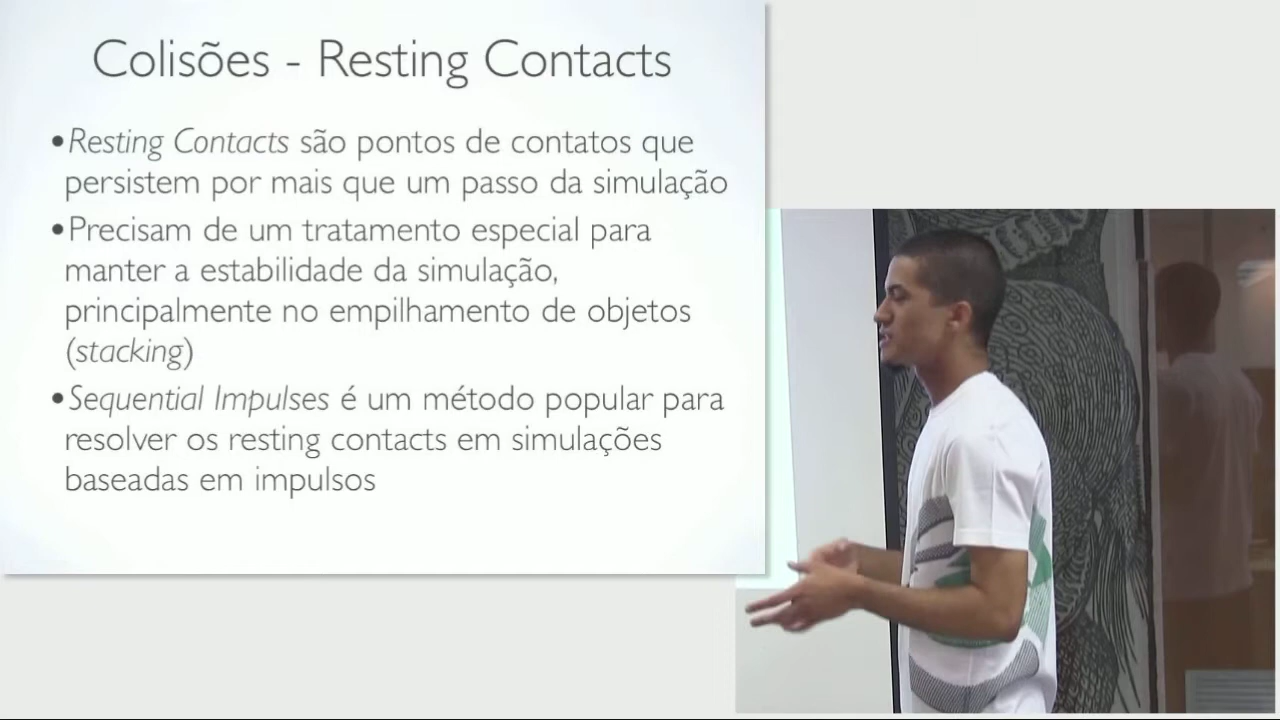 Colisões - Resting Contacts
•Resting Contacts são pontos de contatos que
persistem por mais que um passo da simulação
•Precisam de um tratamento especial para
manter a estabilidade da simulação,
principalmente no empilhamento de objetos
(stacking)
•Sequential Impulses é um método popular para
resolver os resting contacts em simulações
baseadas em impulsos